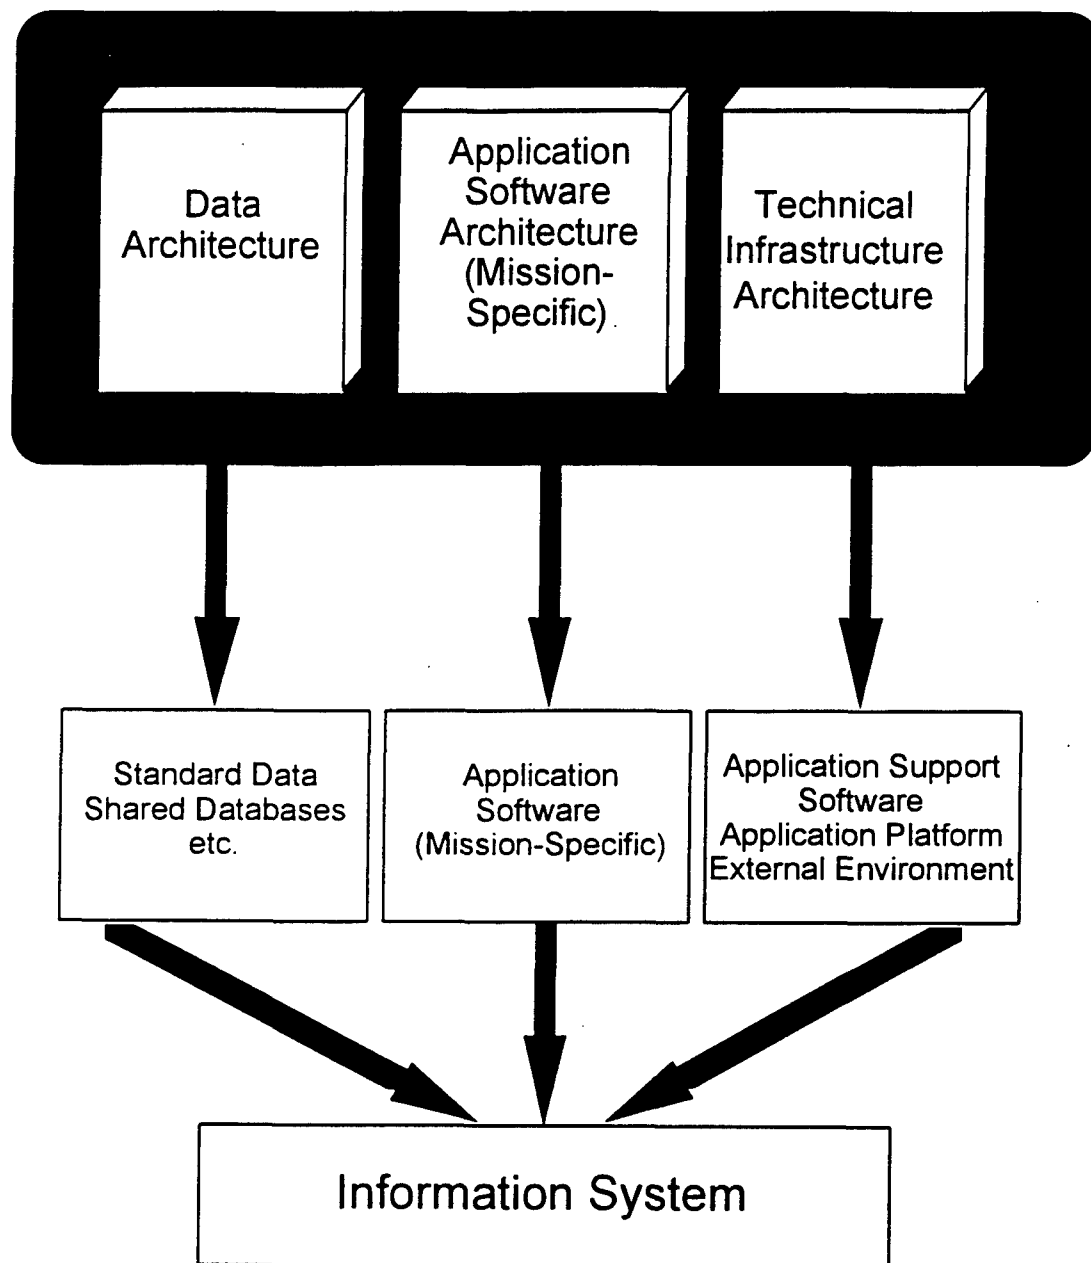 Data
Architecture
Application
Software
Architecture
(Mission-
Specific)
Technical
Infrastructure
Architecture
Standard Data
Shared Databases
etc.
Application
Software
(Mission-Specific)
Application Support
Software
Application Platform
External Environment
Information System